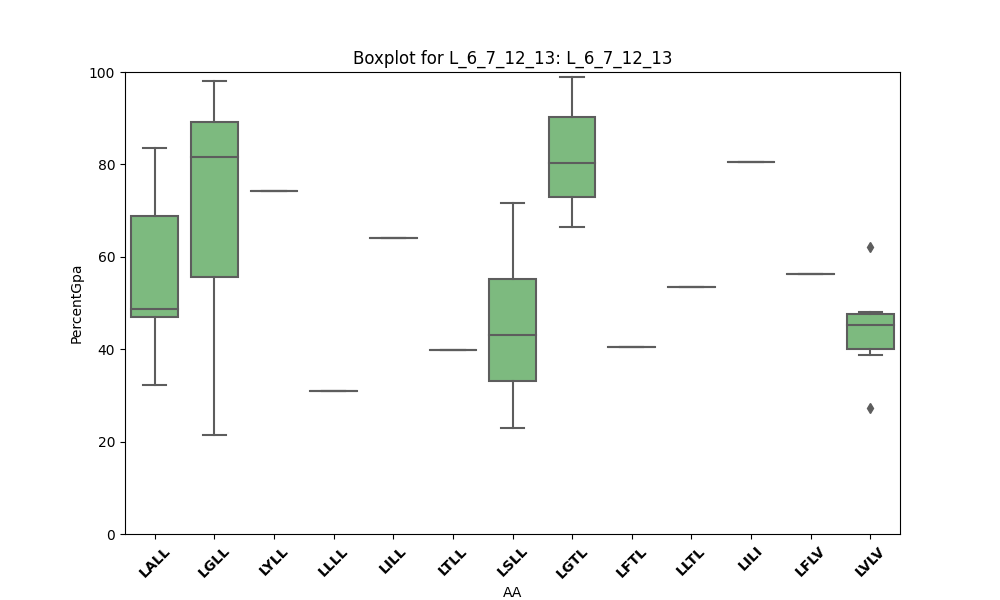 Boxplot for L_6_7_12_13: L_6_7_12_13
100
80
60
40
20
0
PercentGpa
LALL LGLL LYLL LLLL LILL LTLL LSLL LGTL LFTL LLTL LILI LFLV LVLV
AA